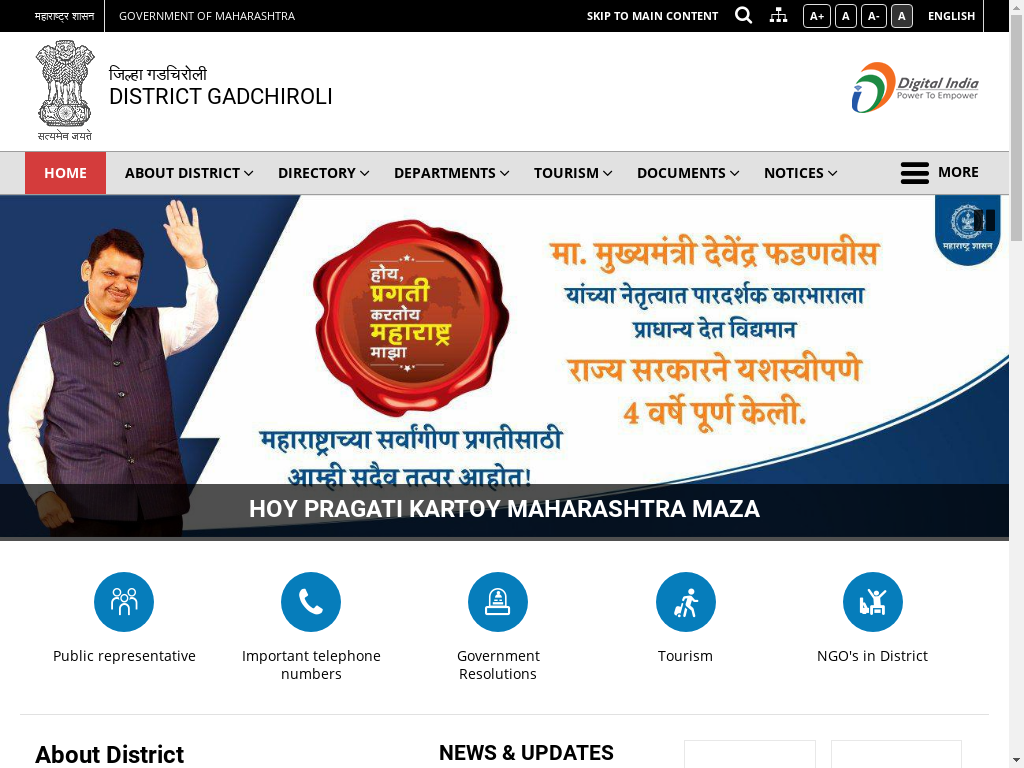 महाराष्ट्र शासन
GOVERNMENT OF MAHARASHTRA
SKIP TO MAIN CONTENT
A+
A
A-
A
ENGLISH
सत्यमेव जयते
जिल्हा गडचिरोली
DISTRICT GADCHIROLI
Digital India
Power To Empower
HOME
ABOUT DISTRICT
DIRECTORY
DEPARTMENTS
TOURISM
DOCUMENTS
NOTICES
MORE
होय,
प्रगती
करतोय
महाराष्ट्र
माझा
मा. मुख्यमंत्री देवेंद्र फडणवीस
यांच्या नेतृत्वात पारदर्शक कारभाराला
प्राधान्य देत विद्यमान
राज्य सरकारने यशस्वीपणे
4 वर्षे पूर्ण केली.
महाराष्ट्र शासन
महाराष्ट्राच्या सर्वांगीण प्रगतीसाठी
आम्ही सदैव तत्पर आहोत!
HOY PRAGATI KARTOY MAHARASHTRA MAZA
Public representative
Important telephone
numbers
Government
Resolutions
Tourism
NGO's in District
About District
NEWS & UPDATES